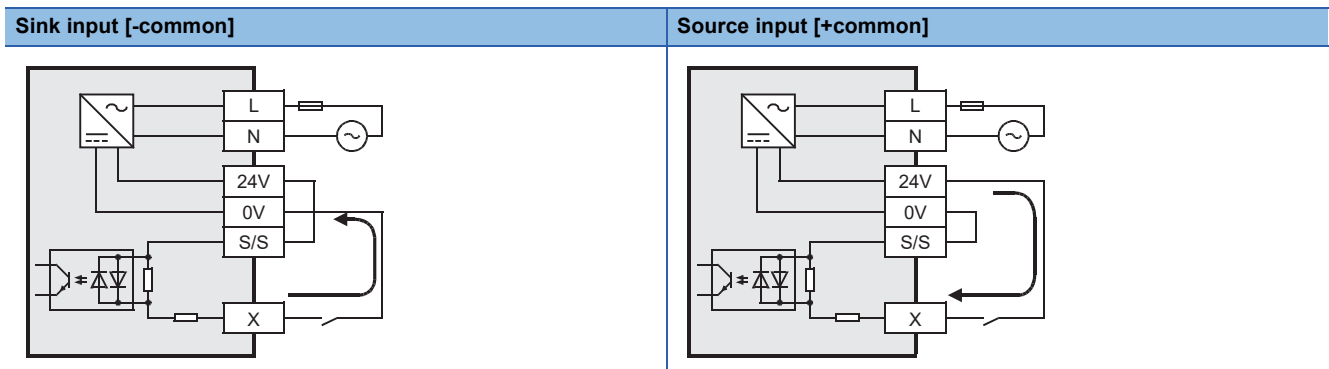 Sink input [-common]
Source input [+common]
L
N
24V
0V
S/S
X
L
N
24V
0V
S/S
X